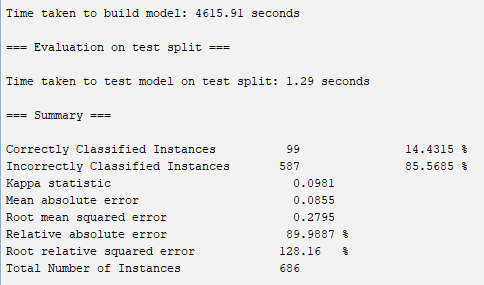 Time taken to build model: 4615.91 seconds
=== Evaluation on test split ===
Time taken to test model on test split: 1.29 seconds
=== Summary ===
Correctly Classified Instances 99 14.4315 %
Incorrectly Classified Instances 587 85.5685 %
Kappa statistic 0.0981
Mean absolute error 0.0855
Root mean squared error 0.2795
Relative absolute error 89.9887 %
Root relative squared error 128.16 %
Total Number of Instances 686